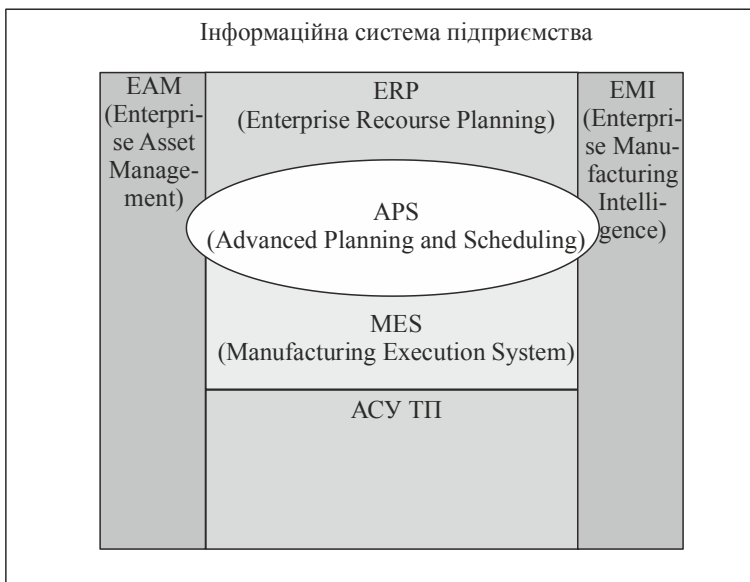 Інформаційна система підприємства
EAM
(Enterpri-
se Asset
Manage-
ment)
ERP
(Enterprise Recourse Planning)
EMI
(Enterpri-
se Manu-
facturing
Intelli-
gence)
APS
(Advanced Planning and Scheduling)
MES
(Manufacturing Execution System)
АСУ ТП